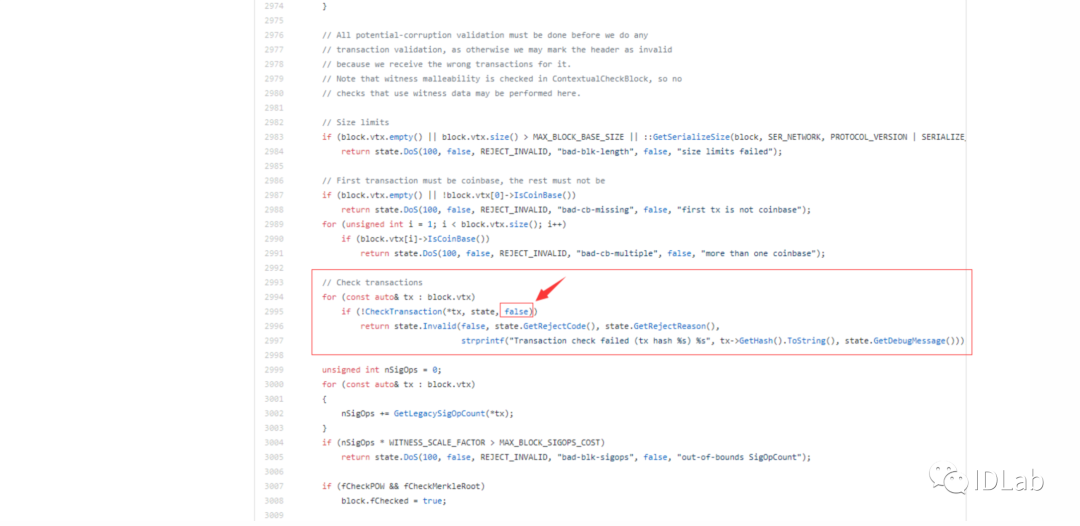 2974 }
2975
2976 // All potential-corruption validation must be done before we do any
2977 // transaction validation, as otherwise we may mark the header as invalid
2978 // because we receive the wrong transactions for it.
2979 // Note that witness malleability is checked in ContextualCheckBlock, so no
2980 // checks that use witness data may be performed here.
2981
2982 // Size limits
2983 if (block.vtx.empty() || block.vtx.size() > MAX_BLOCK_BASE_SIZE || ::GetSerializeSize(block, SER_NETWORK, PROTOCOL_VERSION | SERIALIZE_
2984 return state.DoS(100, false, REJECT_INVALID, "bad-blk-length", false, "size limits failed");
2985
2986 // First transaction must be coinbase, the rest must not be
2987 if (block.vtx.empty() || !block.vtx[0]->IsCoinBase())
2988 return state.DoS(100, false, REJECT_INVALID, "bad-cb-missing", false, "first tx is not coinbase");
2989 for (unsigned int i = 1; i < block.vtx.size(); i++)
2990 if (block.vtx[i]->IsCoinBase())
2991 return state.DoS(100, false, REJECT_INVALID, "bad-cb-multiple", false, "more than one coinbase");
2992
2993 // Check transactions
2994 for (const auto& tx : block.vtx)
2995 if (!CheckTransaction(*tx, state, false))
2996 return state.Invalid(false, state.GetRejectCode(), state.GetRejectReason(),
2997 strprintf("Transaction check failed (tx hash %s) %s", tx->GetHash().ToString(), state.GetDebugMessage()))
2998
2999 unsigned int nSigOps = 0;
3000 for (const auto& tx : block.vtx)
3001 {
3002 nSigOps += GetLegacySigOpCount(*tx);
3003 }
3004 if (nSigOps * WITNESS_SCALE_FACTOR > MAX_BLOCK_SIGOPS_COST)
3005 return state.DoS(100, false, REJECT_INVALID, "bad-blk-sigops", false, "out-of-bounds SigOpCount");
3006
3007 if (fCheckPOW && fCheckMerkleRoot)
3008 block.fChecked = true;
3009
IDLab